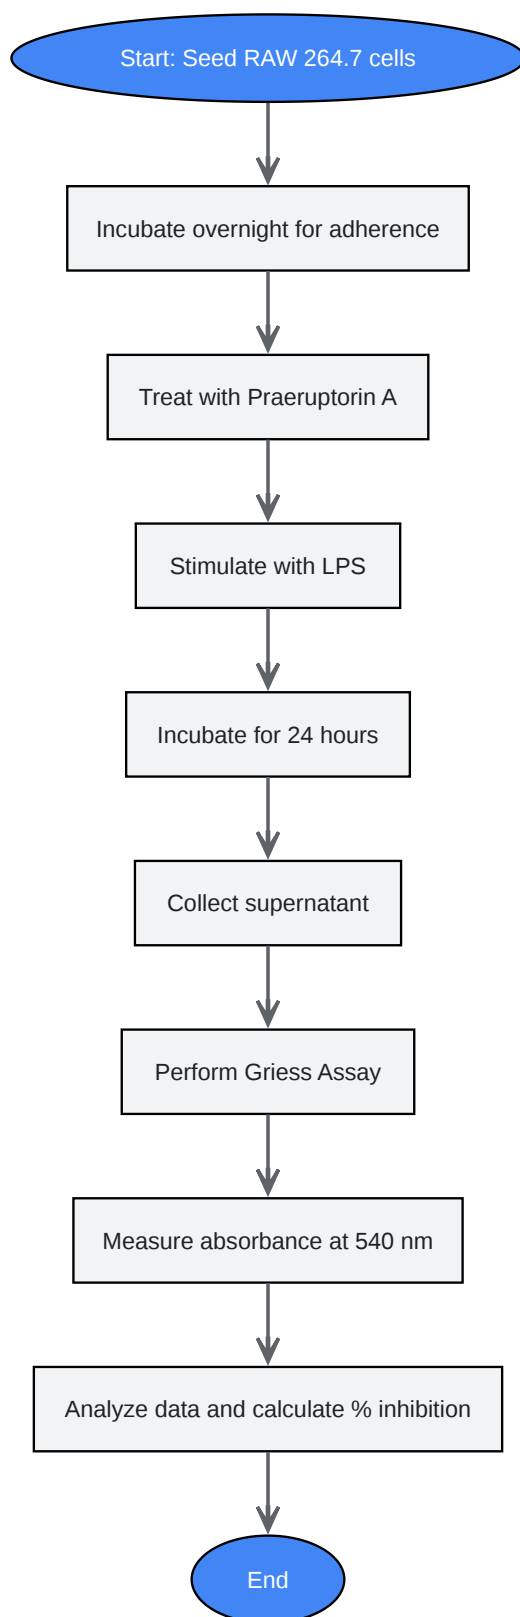 Start: Seed RAW 264.7 cells
Incubate overnight for adherence
Treat with Praeruptorin A
Stimulate with LPS
Incubate for 24 hours
Collect supernatant
Perform Griess Assay
Measure absorbance at 540 nm
Analyze data and calculate % inhibition
End